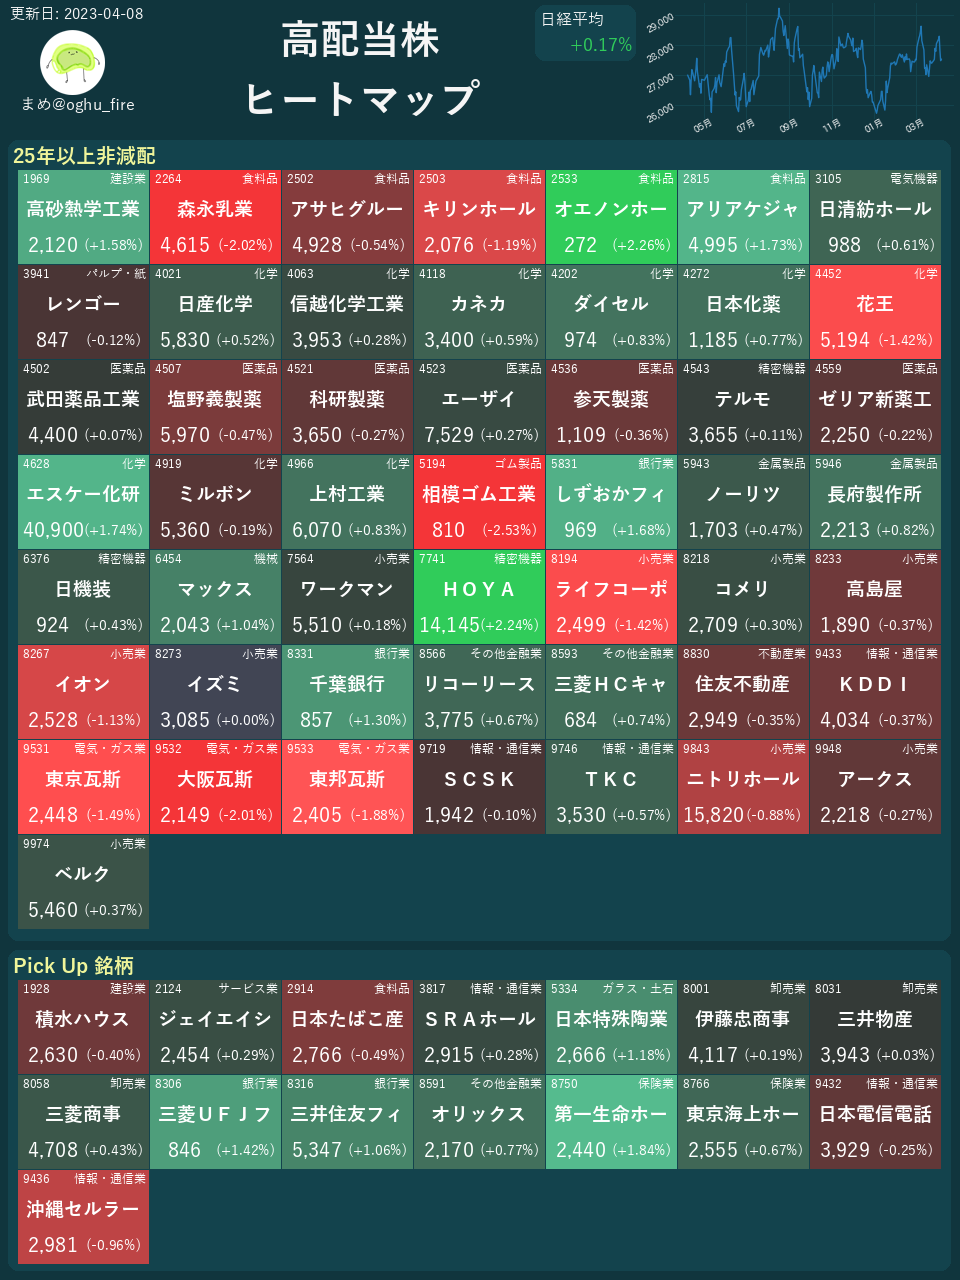 更新日: 2023-04-08
まめ@oghu_fire
高配当株
ヒートマップ
日経平均
+0.17%
29,000
28,000
27,000
26,000
05月 07月 09月 11月 01月 03月
25年以上非減配
1969 建設業 2264 食料品 2502 食料品 2503 食料品 2533 食料品 2815 食料品 3105 電気機器
高砂熱学工業 森永乳業 アサヒグルー キリンホール オエノンホー アリアケジャ 日清紡ホール
2,120 (+1.58%) 4,615 (-2.02%) 4,928 (-0.54%) 2,076 (-1.19%) 272 (+2.26%) 4,995 (+1.73%) 988 (+0.61%)
3941 パルプ・紙 4021 化学 4063 化学 4118 化学 4202 化学 4272 化学 4452 化学
レンゴー 日産化学 信越化学工業 カネカ ダイセル 日本化薬 花王
847 (-0.12%) 5,830 (+0.52%) 3,953 (+0.28%) 3,400 (+0.59%) 974 (+0.83%) 1,185 (+0.77%) 5,194 (-1.42%)
4502 医薬品 4507 医薬品 4521 医薬品 4523 医薬品 4536 医薬品 4543 精密機器 4559 医薬品
武田薬品工業 塩野義製薬 科研製薬 エーザイ 参天製薬 テルモ ゼリア新薬工
4,400 (+0.07%) 5,970 (-0.47%) 3,650 (-0.27%) 7,529 (+0.27%) 1,109 (-0.36%) 3,655 (+0.11%) 2,250 (-0.22%)
4628 化学 4919 化学 4966 化学 5194 ゴム製品 5831 銀行業 5943 金属製品 5946 金属製品
エスケー化研 ミルボン 上村工業 相模ゴム工業 しずおかフィ ノーリツ 長府製作所
40,900(+1.74%) 5,360 (-0.19%) 6,070 (+0.83%) 810 (-2.53%) 969 (+1.68%) 1,703 (+0.47%) 2,213 (+0.82%)
6376 精密機器 6454 機械 7564 小売業 7741 精密機器 8194 小売業 8218 小売業 8233 小売業
日機装 マックス ワークマン ＨＯＹＡ ライフコーポ コメリ 高島屋
924 (+0.43%) 2,043 (+1.04%) 5,510 (+0.18%) 14,145(+2.24%) 2,499 (-1.42%) 2,709 (+0.30%) 1,890 (-0.37%)
8267 小売業 8273 小売業 8331 銀行業 8566 その他金融業 8593 その他金融業 8830 不動産業 9433 情報・通信業
イオン イズミ 千葉銀行 リコーリース 三菱ＨＣキャ 住友不動産 ＫＤＤＩ
2,528 (-1.13%) 3,085 (+0.00%) 857 (+1.30%) 3,775 (+0.67%) 684 (+0.74%) 2,949 (-0.35%) 4,034 (-0.37%)
9531 電気・ガス業 9532 電気・ガス業 9533 電気・ガス業 9719 情報・通信業 9746 情報・通信業 9843 小売業 9948 小売業
東京瓦斯 大阪瓦斯 東邦瓦斯 ＳＣＳＫ ＴＫＣ ニトリホール アークス
2,448 (-1.49%) 2,149 (-2.01%) 2,405 (-1.88%) 1,942 (-0.10%) 3,530 (+0.57%) 15,820(-0.88%) 2,218 (-0.27%)
9974 小売業
ベルク
5,460 (+0.37%)
Pick Up 銘柄
1928 建設業 2124 サービス業 2914 食料品 3817 情報・通信業 5334 ガラス・土石 8001 卸売業 8031 卸売業
積水ハウス ジェイエイシ 日本たばこ産 ＳＲＡホール 日本特殊陶業 伊藤忠商事 三井物産
2,630 (-0.40%) 2,454 (+0.29%) 2,766 (-0.49%) 2,915 (+0.28%) 2,666 (+1.18%) 4,117 (+0.19%) 3,943 (+0.03%)
8058 卸売業 8306 銀行業 8316 銀行業 8591 その他金融業 8750 保険業 8766 保険業 9432 情報・通信業
三菱商事 三菱ＵＦＪフ 三井住友フィ オリックス 第一生命ホー 東京海上ホー 日本電信電話
4,708 (+0.43%) 846 (+1.42%) 5,347 (+1.06%) 2,170 (+0.77%) 2,440 (+1.84%) 2,555 (+0.67%) 3,929 (-0.25%)
9436 情報・通信業
沖縄セルラー
2,981 (-0.96%)